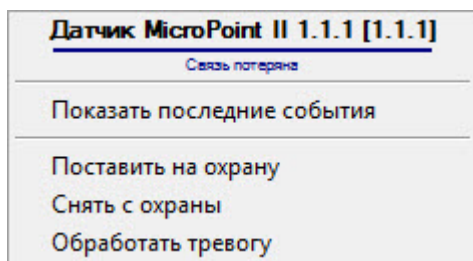 Датчик MicroPoint II 1.1.1 [1.1.1]
Связь потеряна
Показать последние события
Поставить на охрану
Снять с охраны
Обработать тревогу